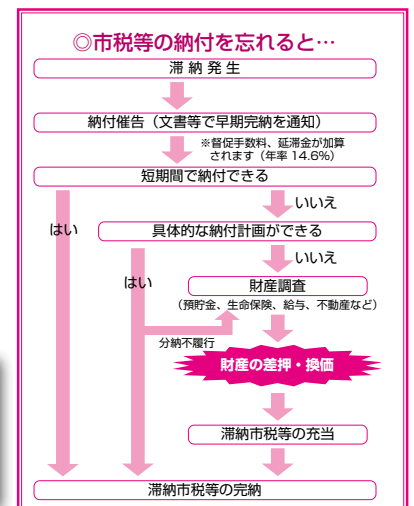 ◎市税等の納付を忘れると…
滞納発生
納付催告（文書等で早期完納を通知）
※督促手数料、延滞金が加算
されます（年率 14.6%）
短期間で納付できる
いいえ
はい
具体的な納付計画ができる
いいえ
はい
財産調査
（預貯金、生命保険、給与、不動産など）
分納不履行
財産の差押・換価
滞納市税等の充当
滞納市税等の完納